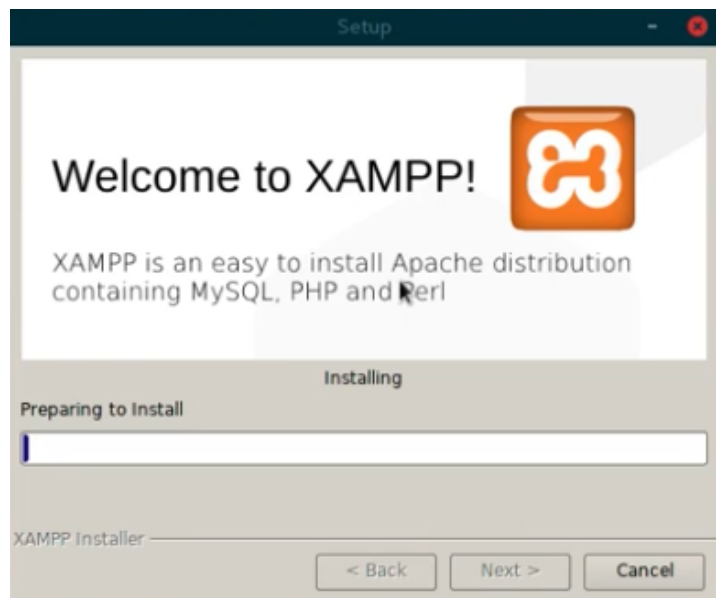 Setup
Welcome to XAMPP!
XAMPP is an easy to install Apache distribution
containing MySQL, PHP and Perl
Installing
Preparing to Install
XAMPP Installer
< Back
Next >
Cancel